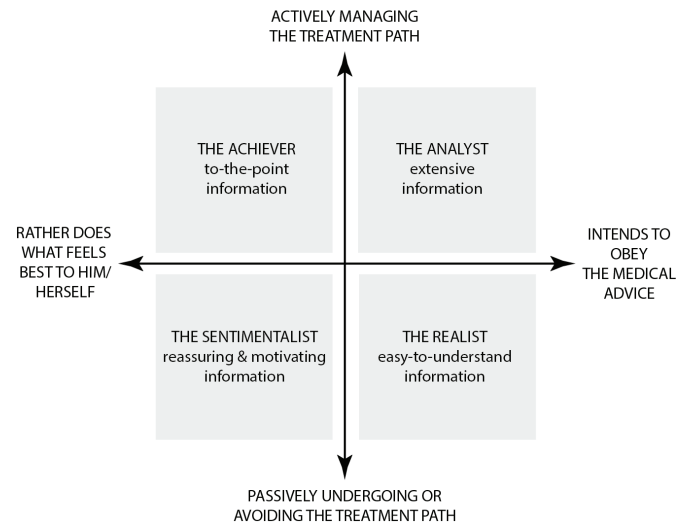 ACTIVELY MANAGING
THE TREATMENT PATH
THE ACHIEVER
to-the-point
information
THE ANALYST
extensive
information
RATHER DOES
WHAT FEELS
BEST TO HIM/
HERSELF
INTENDS TO
OBEY
THE MEDICAL
ADVICE
THE SENTIMENTALIST
reassuring & motivating
information
THE REALIST
easy-to-understand
information
PASSIVELY UNDERGOING OR
AVOIDING THE TREATMENT PATH